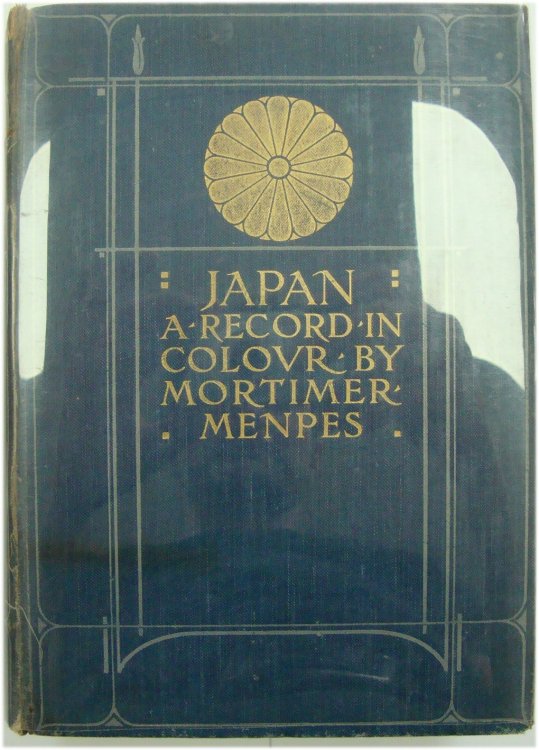 JAPAN
A·RECORD·IN
COLOVR·BY
MORTIMER·
MENPES